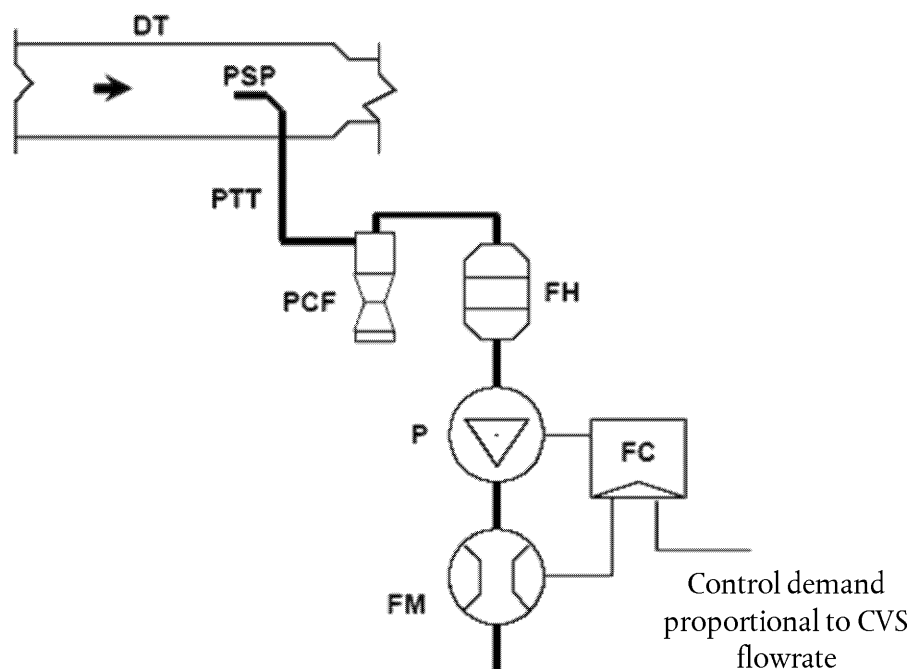 DT
PSP
PTT
PCF
FH
P
FC
FM
Control demand
proportional to CVS
flowrate